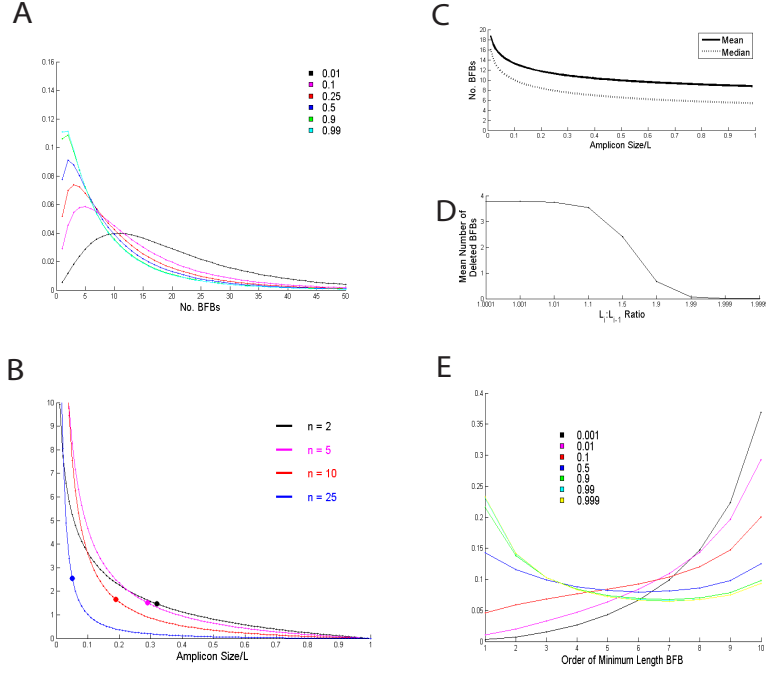 A
0.16
0.14
0.12
0.1
0.08
0.06
0.04
0.02
0
0 5 10 15 20 25 30 35 40 45 50
No. BFBs
0.01
0.1
0.25
0.5
0.9
0.99
B
10
9
8
7
6
5
4
3
2
1
0
0 0.1 0.2 0.3 0.4 0.5 0.6 0.7 0.8 0.9 1
Amplicon Size/L
n = 2
n = 5
n = 10
n = 25
C
20
18
16
14
12
10
8
6
4
2
0
No. BFBs
0 0.1 0.2 0.3 0.4 0.5 0.6 0.7 0.8 0.9 1
Amplicon Size/L
Mean
Median
D
Mean Number of
Deleted BFBs
4
3
2
1
0
1.0001 1.001 1.01 1.1 1.5 1.9 1.99 1.999 1.9999
Li:Li-1 Ratio
E
0.4
0.35
0.3
0.25
0.2
0.15
0.1
0.05
0
1 2 3 4 5 6 7 8 9 10
Order of Minimum Length BFB
0.001
0.01
0.1
0.5
0.9
0.99
0.999